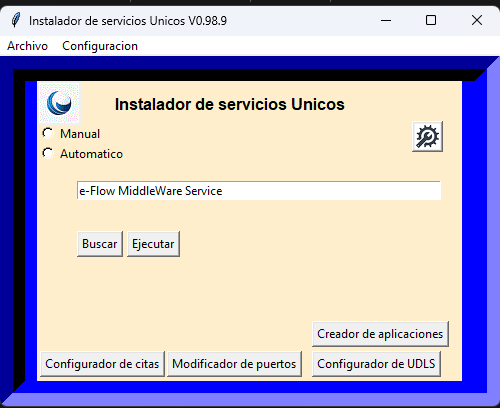 Instalador de servicios Unicos V0.98.9
Archivo Configuracion
Instalador de servicios Unicos
Manual
Automatico
e-Flow MiddleWare Service
Buscar Ejecutar
Creador de aplicaciones
Configurador de citas Modificador de puertos Configurador de UDLS